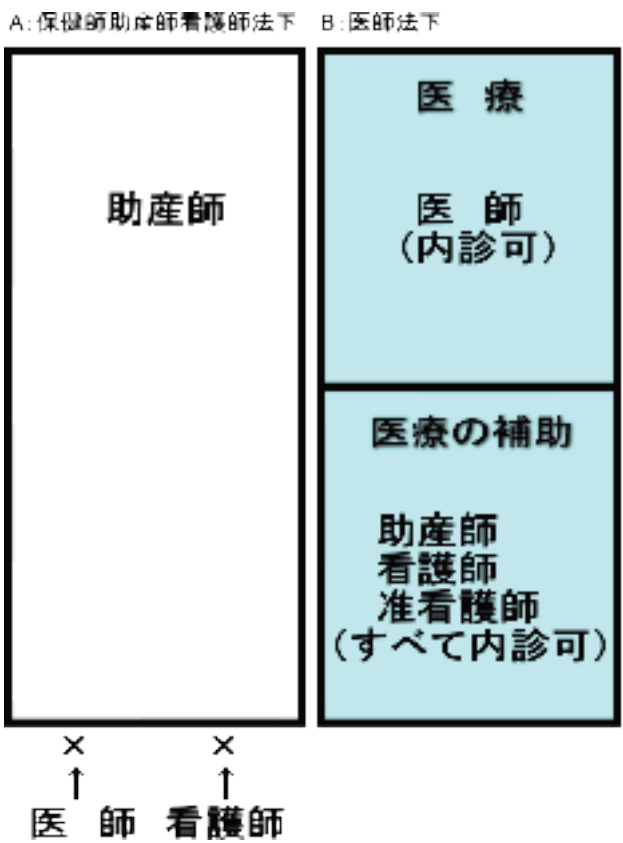 A:保健師助産師看護師法下
助産師
×　×
↑　↑
医　師　看護師
B:医師法下
医　療
医　師
（内診可）
医療の補助
助産師
看護師
准看護師
（すべて内診可）